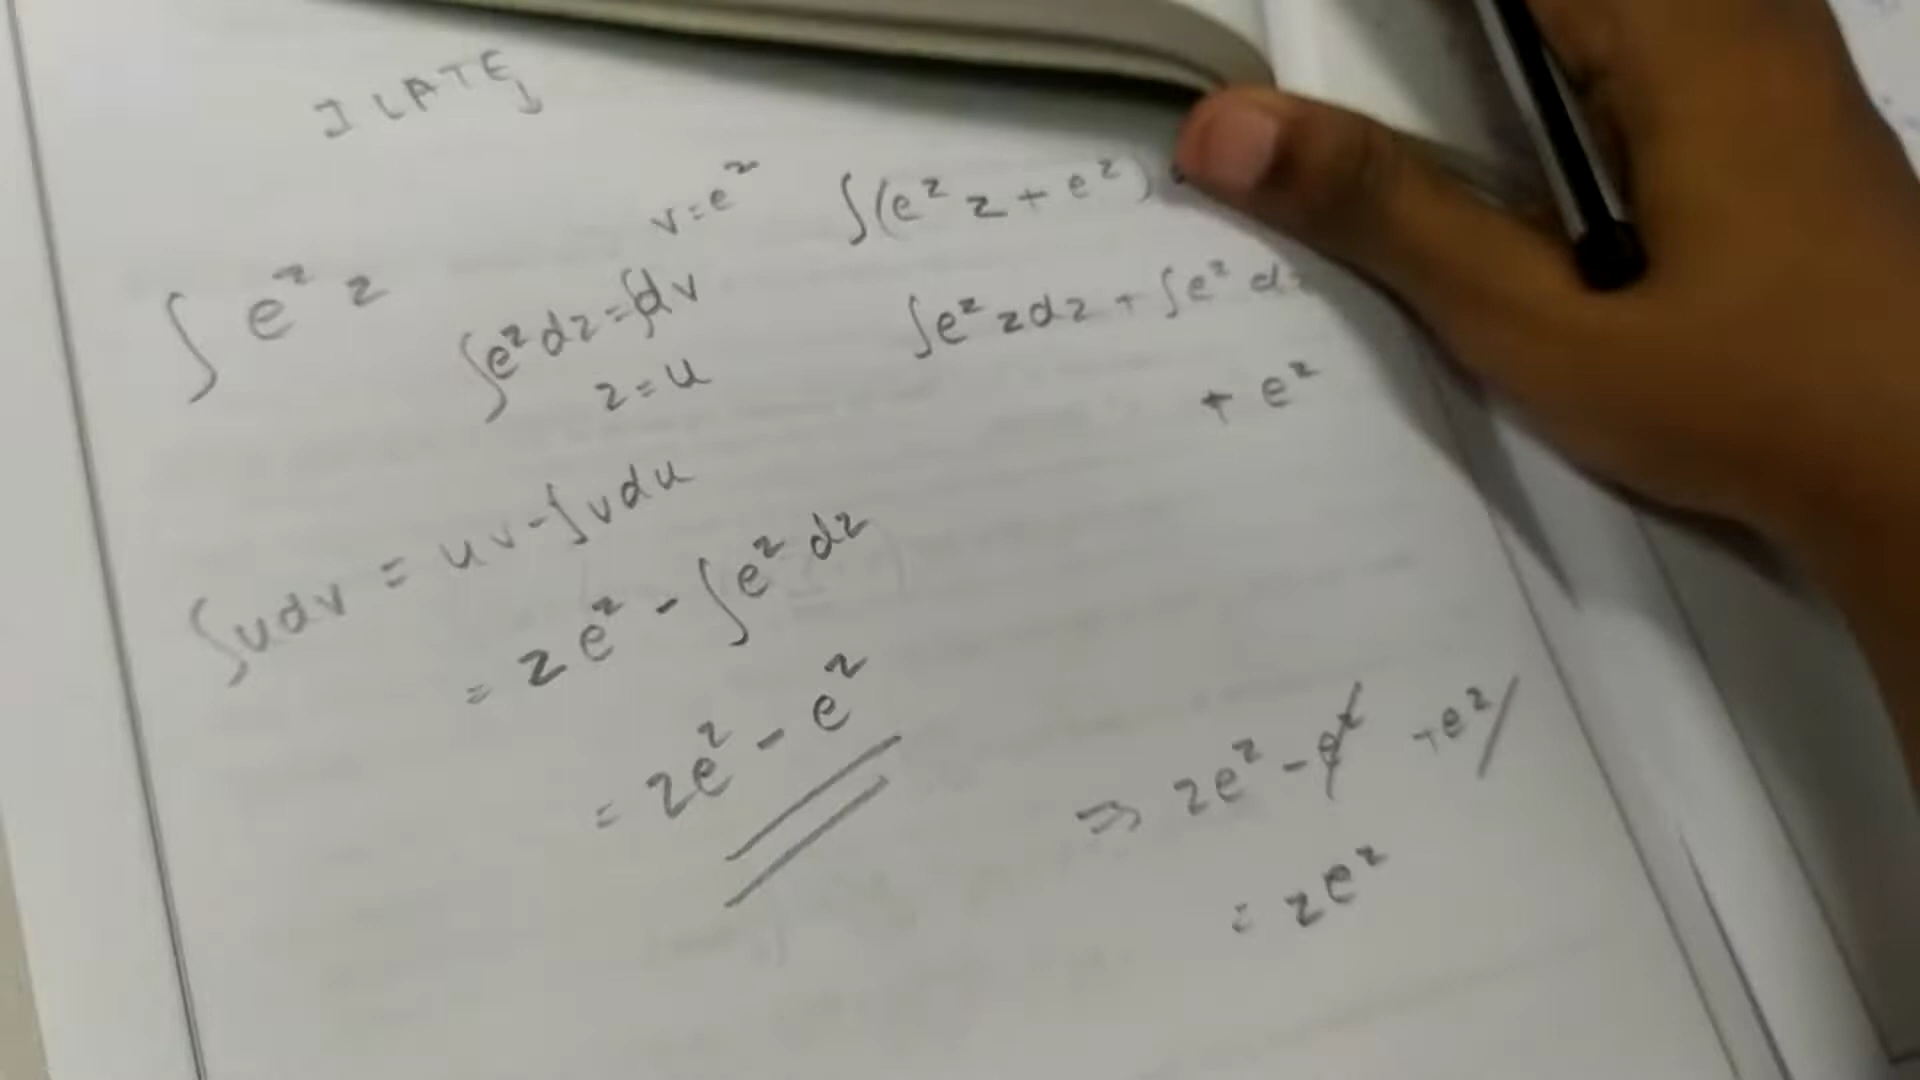 ILATE
v = e^z
∫ e^z z
∫e^z dz = ∫dv
z = u
∫udv = uv - ∫vdu
= ze^z - ∫e^z dz
= ze^z - e^z
∫(e^z z + e^z)
∫e^z z dz + ∫e^z d
+ e^z
⇒ ze^z - e^z + e^z
= ze^z